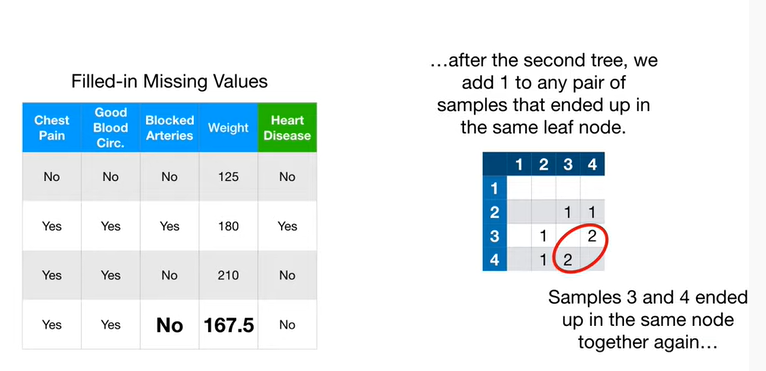 Filled-in Missing Values
Chest Pain	Good Blood Circ.	Blocked Arteries	Weight	Heart Disease
No	No	No	125	No
Yes	Yes	Yes	180	Yes
Yes	Yes	No	210	No
Yes	Yes	No	167.5	No
…after the second tree, we
add 1 to any pair of
samples that ended up in
the same leaf node.
1	2	3	4
1
2	1	1
3	1	2
4	1	2
Samples 3 and 4 ended
up in the same node
together again…